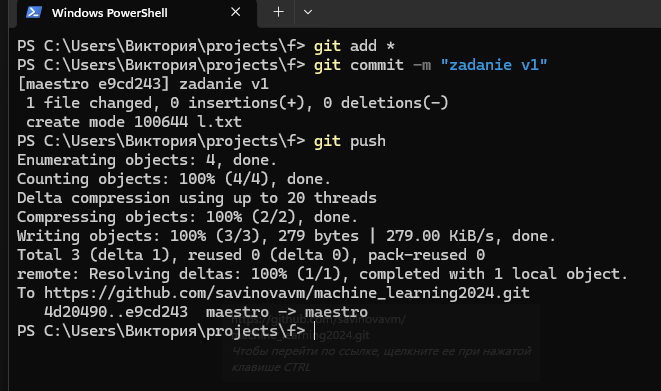 Windows PowerShell
PS C:\Users\Виктория\projects\f> git add *
PS C:\Users\Виктория\projects\f> git commit -m "zadanie v1"
[maestro e9cd243] zadanie v1
 1 file changed, 0 insertions(+), 0 deletions(-)
 create mode 100644 l.txt
PS C:\Users\Виктория\projects\f> git push
Enumerating objects: 4, done.
Counting objects: 100% (4/4), done.
Delta compression using up to 20 threads
Compressing objects: 100% (2/2), done.
Writing objects: 100% (3/3), 279 bytes | 279.00 KiB/s, done.
Total 3 (delta 1), reused 0 (delta 0), pack-reused 0
remote: Resolving deltas: 100% (1/1), completed with 1 local object.
To https://github.com/savinovavm/machine_learning2024.git
   4d20490..e9cd243  maestro -> maestro
PS C:\Users\Виктория\projects\f>
https://github.com/savinovavm/
machine_learning2024.git
Чтобы перейти по ссылке, щелкните ее при нажатой
клавише CTRL